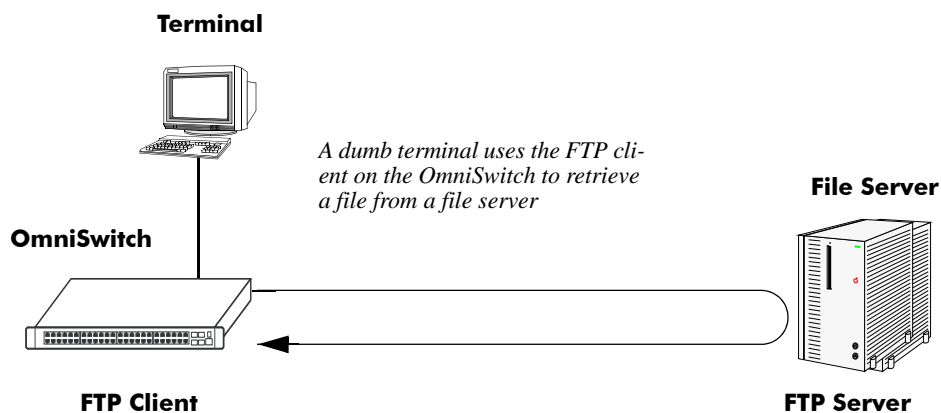 Terminal
A dumb terminal uses the FTP cli-
ent on the OmniSwitch to retrieve
a file from a file server
File Server
OmniSwitch
FTP Client
FTP Server